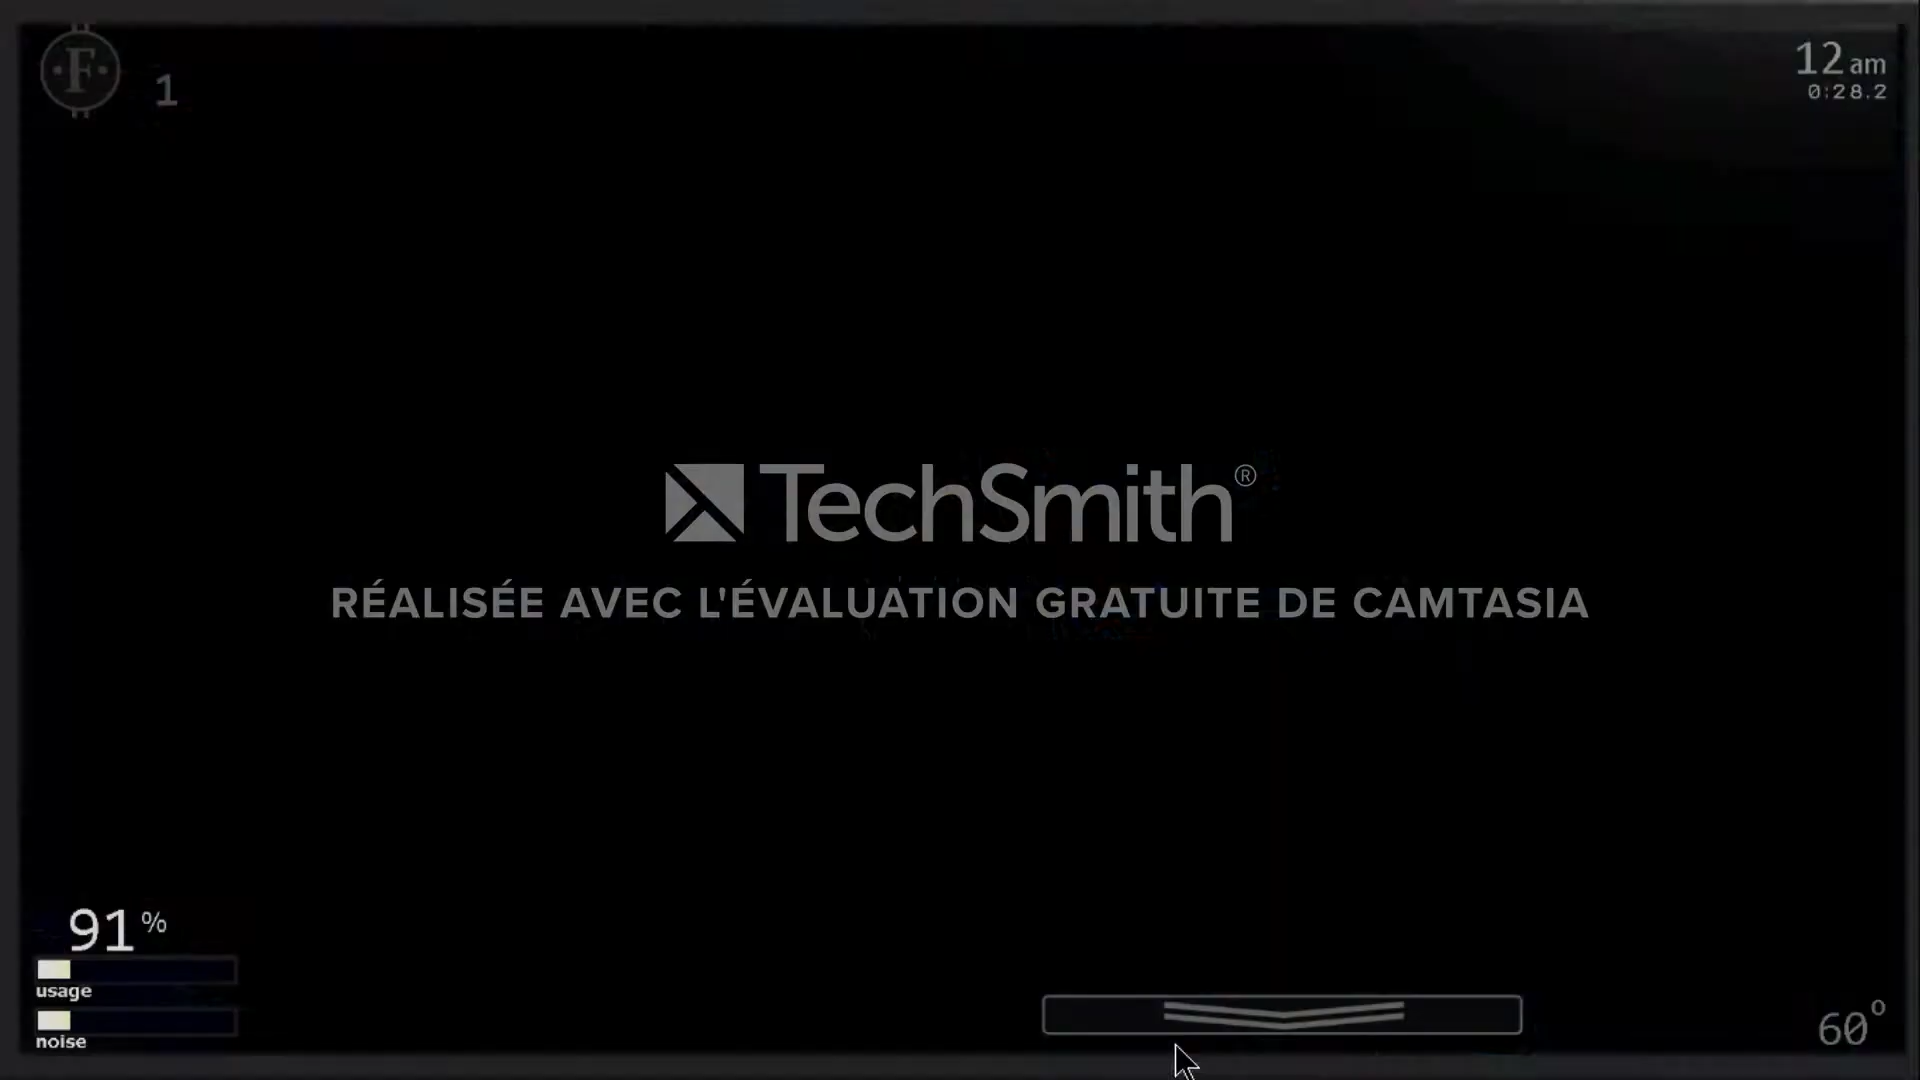 F
1
12 am
0:28.2
TechSmith®
RÉALISÉE AVEC L'ÉVALUATION GRATUITE DE CAMTASIA
91%
usage
noise
60°